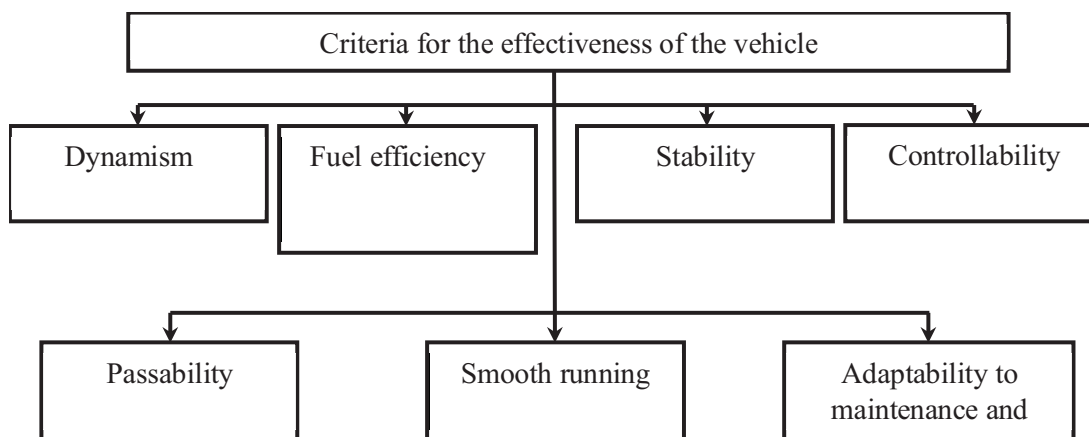 Criteria for the effectiveness of the vehicle
Dynamism
Fuel efficiency
Stability
Controllability
Passability
Smooth running
Adaptability to
maintenance and